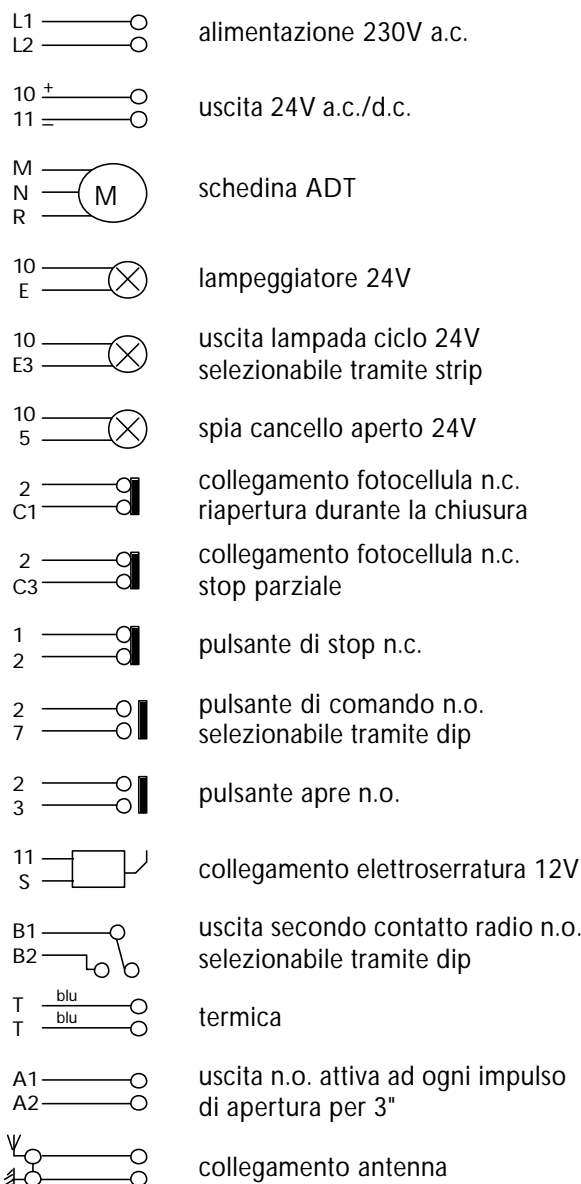 L1
L2
alimentazione 230V a.c.
10 +
11 –
uscita 24V a.c./d.c.
M
N
R
M
schedina ADT
10
E
lampeggiatore 24V
10
E3
uscita lampada ciclo 24V
selezionabile tramite strip
10
5
spia cancello aperto 24V
2
C1
collegamento fotocellula n.c.
riapertura durante la chiusura
2
C3
collegamento fotocellula n.c.
stop parziale
1
2
pulsante di stop n.c.
2
7
pulsante di comando n.o.
selezionabile tramite dip
2
3
pulsante apre n.o.
11
S
collegamento elettroserratura 12V
B1
B2
uscita secondo contatto radio n.o.
selezionabile tramite dip
T blu
T blu
termica
A1
A2
uscita n.o. attiva ad ogni impulso
di apertura per 3"
collegamento antenna